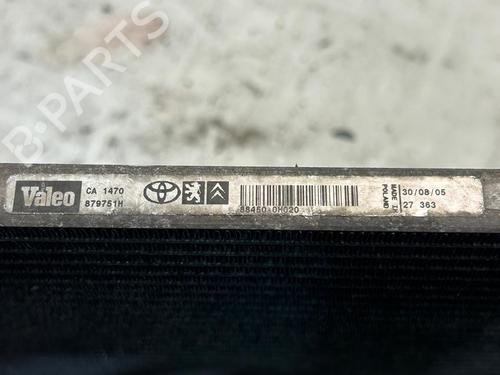 B-PARTS
Valeo
CA 1470
879751H
88450 0H020
MADE IN
POLAND
30/08/05
27 363